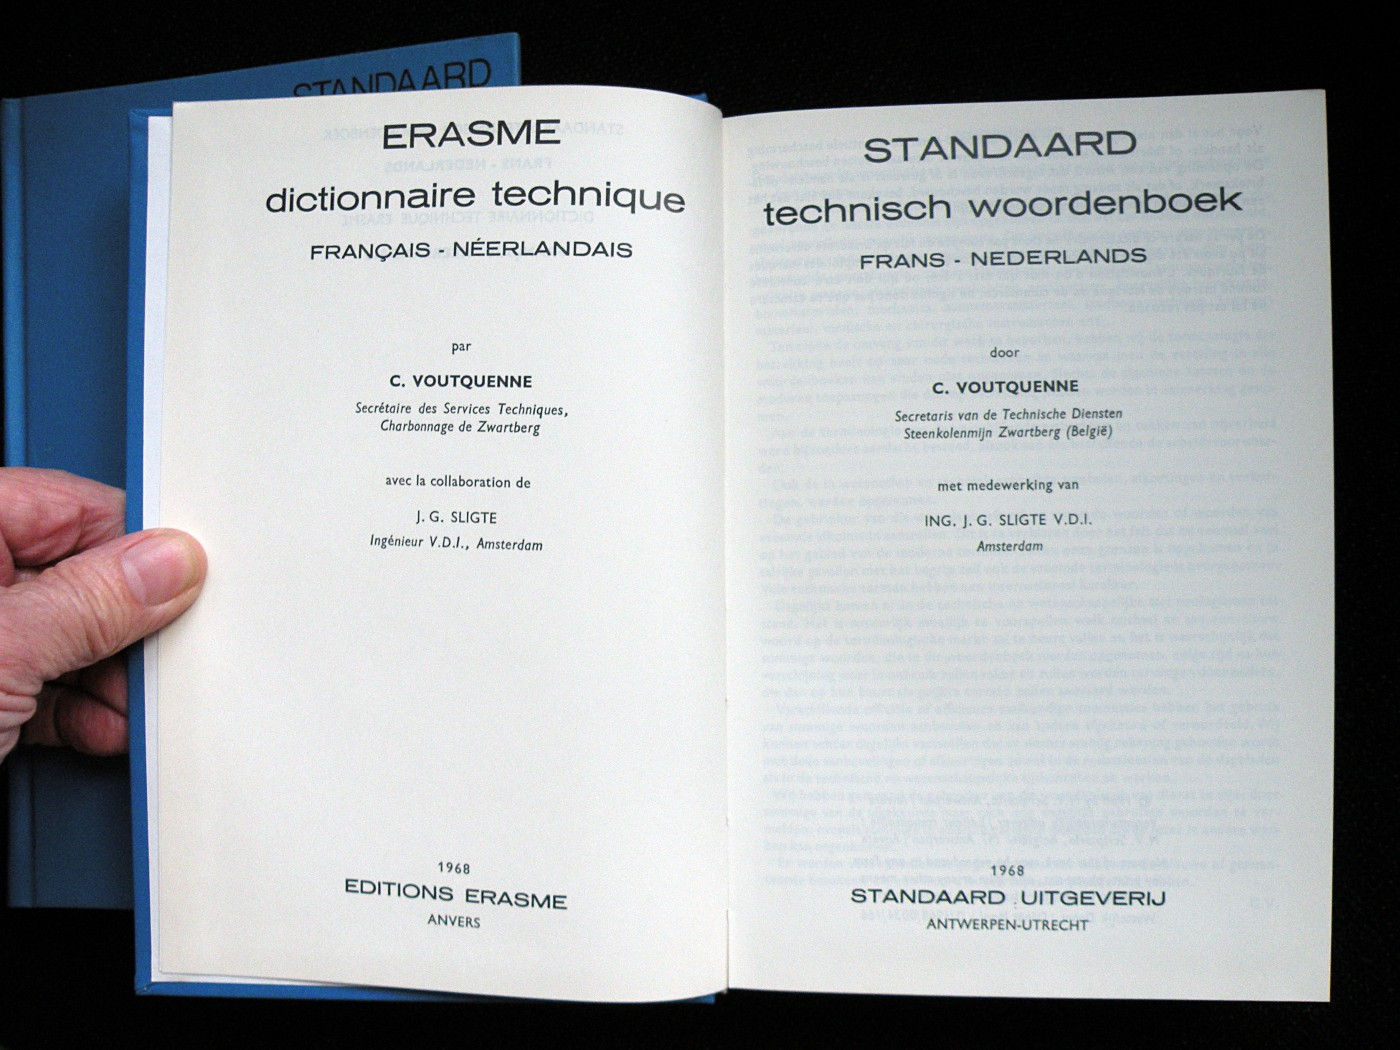 STANDAARD
ERASME
dictionnaire technique
FRANÇAIS - NÉERLANDAIS
par
C. VOUTQUENNE
Secrétaire des Services Techniques,
Charbonnage de Zwartberg
avec la collaboration de
J. G. SLIGTE
Ingénieur V.D.I., Amsterdam
1968
EDITIONS ERASME
ANVERS
STANDAARD
technisch woordenboek
FRANS - NEDERLANDS
door
C. VOUTQUENNE
Secretaris van de Technische Diensten
Steenkolenmijn Zwartberg (België)
met medewerking van
ING. J. G. SLIGTE V.D.I.
Amsterdam
1968
STANDAARD UITGEVERIJ
ANTWERPEN-UTRECHT